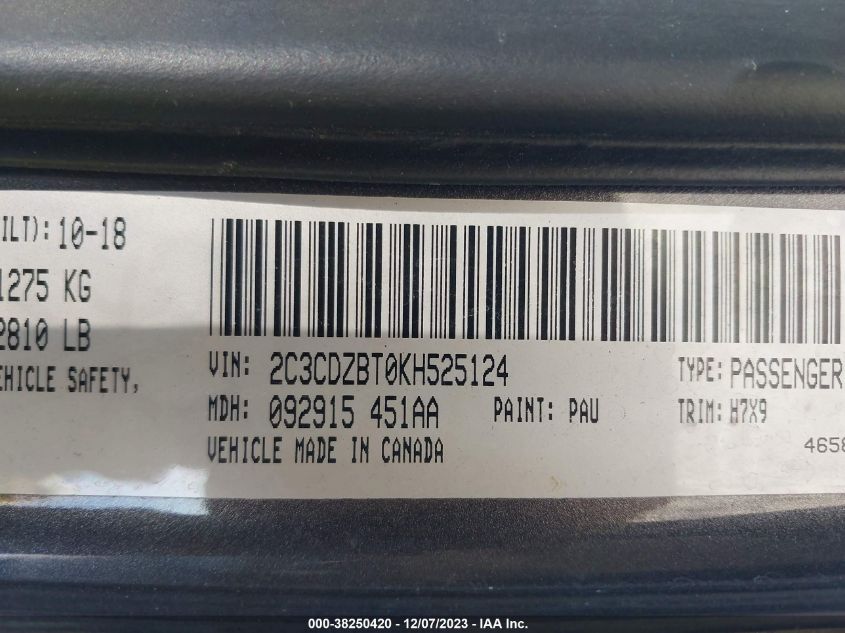 ILT): 10-18
1275 KG
2810 LB
EHICLE SAFETY,
VIN: 2C3CDZBT0KH525124
TYPE: PASSENGER
MDH: 092915 451AA
PAINT: PAU
TRIM: H7X9
VEHICLE MADE IN CANADA
4658
000-38250420 - 12/07/2023 - IAA Inc.